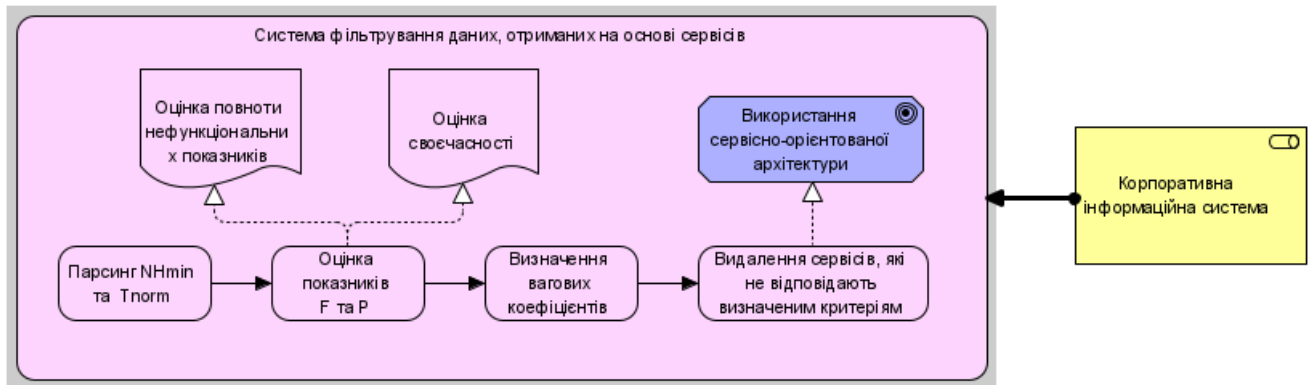 Система фільтрування даних, отриманих на основі сервісів
Оцінка повноти
нефункціональни
х показників
Оцінка
своєчасності
Використання
сервісно-орієнтованої
архітектури
Корпоративна
інформаційна система
Парсинг NHmin
та Tnorm
Оцінка
показників
F та P
Визначення
вагових
коефіцієнтів
Видалення сервісів, які
не відповідають
визначеним критеріям